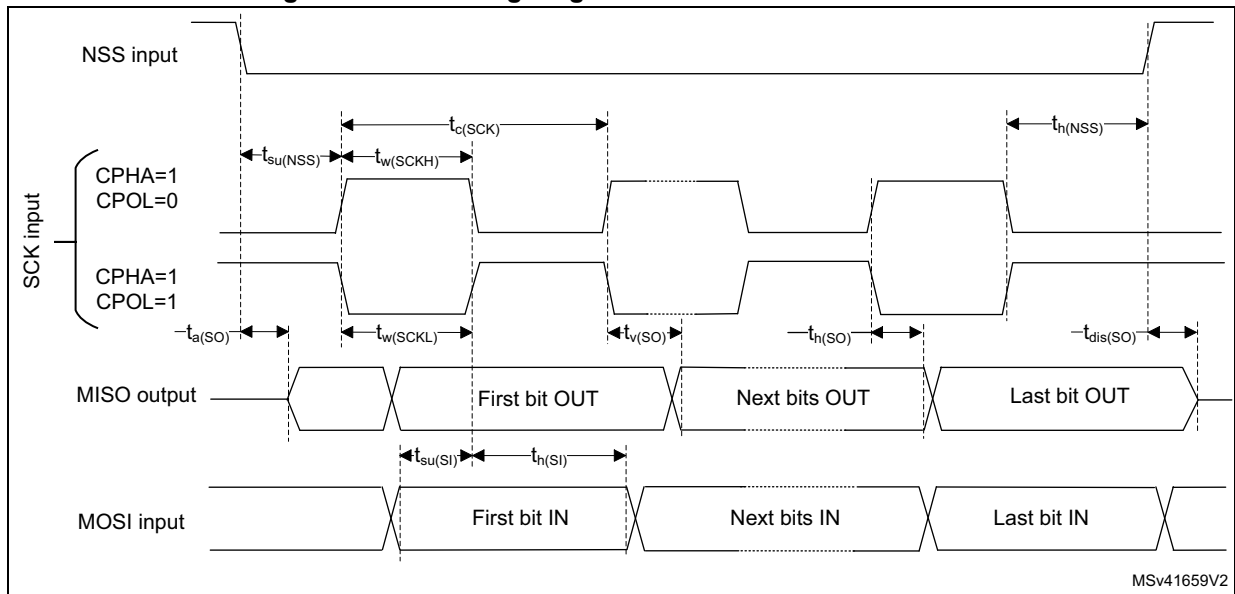 NSS input
tc(SCK)
th(NSS)
tsu(NSS)
tw(SCKH)
CPHA=1
CPOL=0
SCK input
CPHA=1
CPOL=1
ta(SO)
tw(SCKL)
tv(SO)
th(SO)
tdis(SO)
MISO output
First bit OUT
Next bits OUT
Last bit OUT
tsu(SI)
th(SI)
MOSI input
First bit IN
Next bits IN
Last bit IN
MSv41659V2